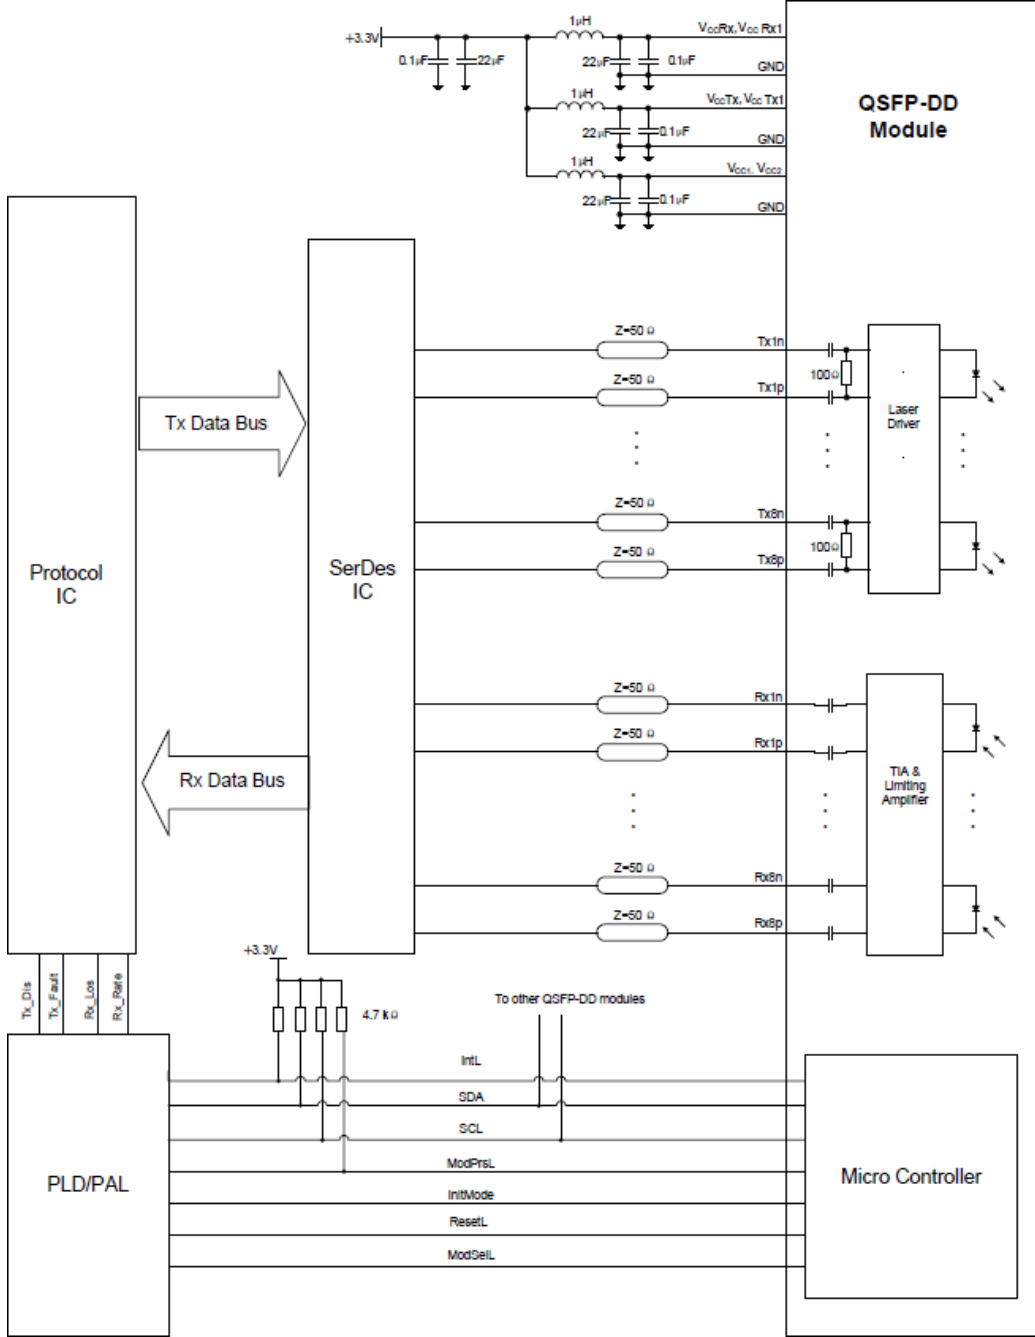 1μH
VCCRx, VCC Rx1
+3.3V
0.1μF
22μF
22μF
0.1μF
GND
QSFP-DD
Module
1μH
VCCTx, VCC Tx1
22μF
0.1μF
GND
1μH
VCC1, VCC2
22μF
0.1μF
GND
Z=50 Ω
Tx1n
100Ω
Z=50 Ω
Tx1p
Laser
Driver
Tx Data Bus
Z=50 Ω
Tx8n
100Ω
Z=50 Ω
Tx8p
Protocol
IC
SerDes
IC
Z=50 Ω
Rx1n
Z=50 Ω
Rx1p
Rx Data Bus
TIA &
Limiting
Amplifier
Z=50 Ω
Rx8n
Z=50 Ω
Rx8p
+3.3V
Tx_Dis
Tx_Fault
Rx_Los
Rx_Rate
4.7 kΩ
To other QSFP-DD modules
IntL
SDA
SCL
ModPrsL
InitMode
ResetL
ModSelL
PLD/PAL
Micro Controller